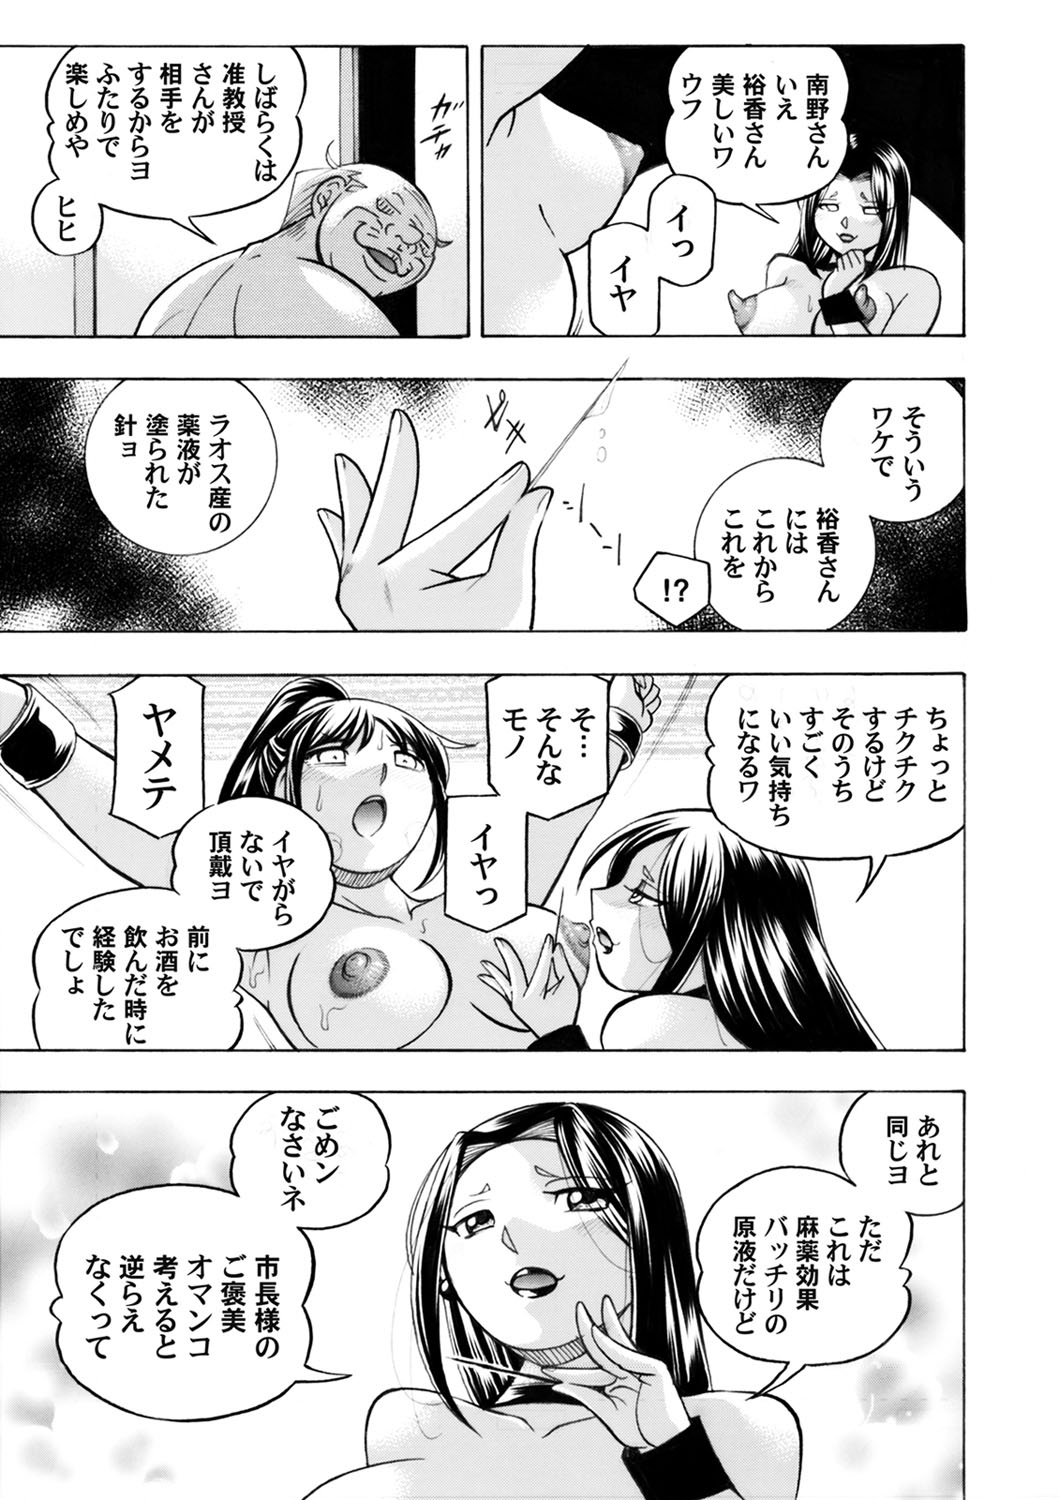 南野さん
いえ
裕香さん
美しいワ
ウフ
イっ
イヤ
ガチャ
しばらくは
准教授
さんが
相手を
するからヨ
ふたりで
楽しめや
ヒヒ
そういう
ワケで
裕香さん
には
これから
これを
!?
ラオス産の
薬液が
塗られた
針ョ
ちょっと
チクチク
するけど
そのうち
すごく
いい気持ち
になるワ
そ…
そんな
モノ
イヤっ
ヤメテ
イヤがら
ないで
頂戴ヨ
前に
お酒を
飲んだ時に
経験した
でしょ
あれと
同じヨ
ただ
これは
麻薬効果
バッチリの
原液だけど
ごめン
なさいネ
市長様の
ご褒美
オマンコ
考えると
逆らえ
なくって